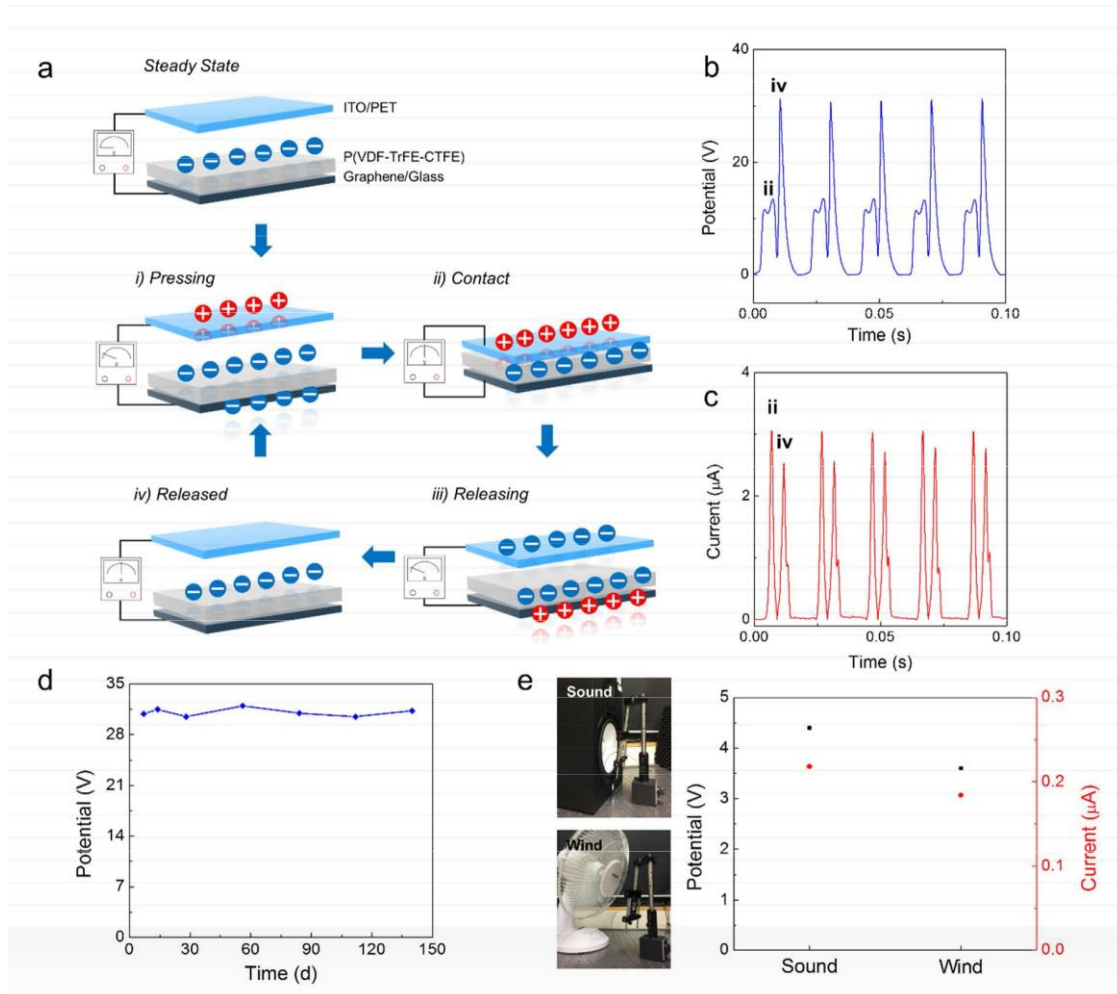 a
Steady State
ITO/PET
P(VDF-TrFE-CTFE)
Graphene/Glass
i) Pressing
ii) Contact
iv) Released
iii) Releasing
b
40
30
20
10
0
-10
Potential (V)
iv
ii
0.00
0.05
0.10
Time (s)
c
4
2
0
Current (μA)
ii
iv
0.00
0.05
0.10
Time (s)
d
35
28
21
14
7
0
Potential (V)
0
30
60
90
120
150
Time (d)
e
Sound
Wind
5
4
3
2
1
0
Potential (V)
0.3
0.2
0.1
0.0
Current (μA)
Sound
Wind